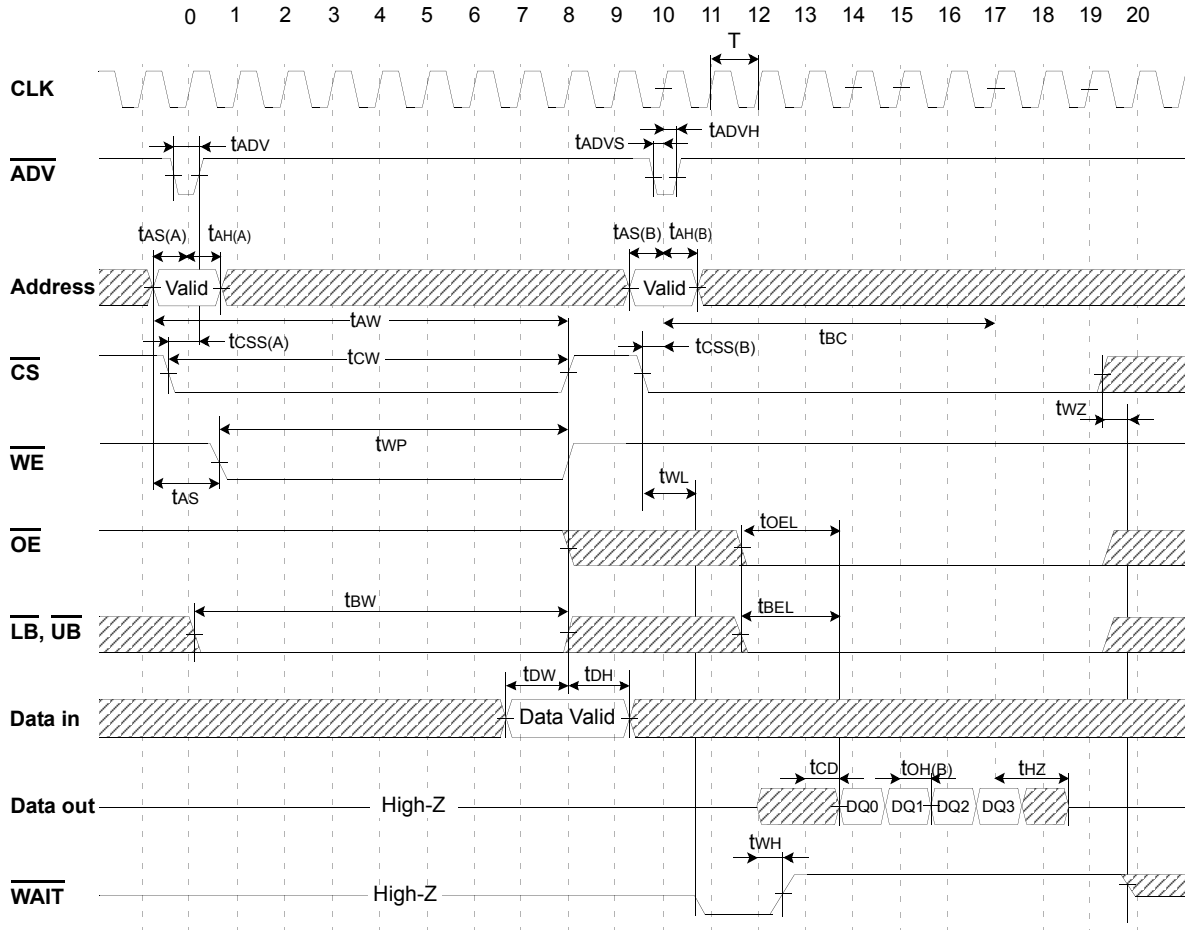 0 1 2 3 4 5 6 7 8 9 10 11 12 13 14 15 16 17 18 19 20
T
CLK
tADV
tADVS
tADVH
ADV
tAS(A) tAH(A)
tAS(B) tAH(B)
Address
Valid
Valid
tAW
tCSS(A)
tBC
tCW
tCSS(B)
CS
tWZ
tWP
WE
tAS
tWL
tOEL
OE
tBW
tBEL
LB, UB
tDW tDH
Data in
Data Valid
tCD tOH(B) tHZ
Data out
High-Z
DQ0 DQ1 DQ2 DQ3
tWH
WAIT
High-Z